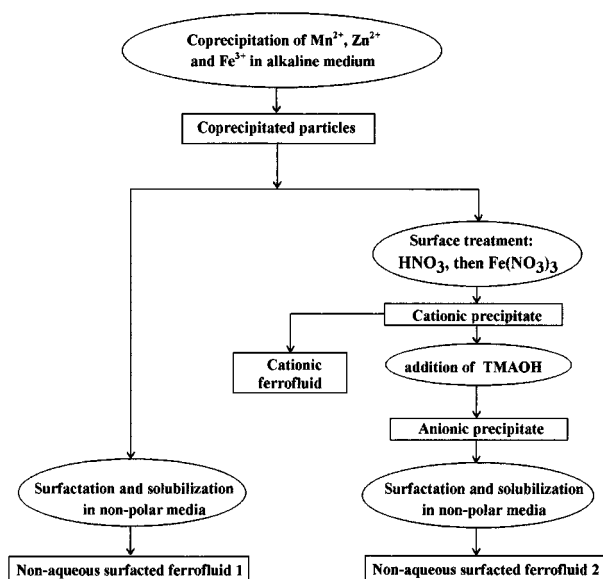 Coprecipitation of Mn²⁺, Zn²⁺
and Fe³⁺ in alkaline medium
Coprecipitated particles
Surface treatment:
HNO₃, then Fe(NO₃)₃
Cationic precipitate
Cationic
ferrofluid
addition of TMAOH
Anionic precipitate
Surfactation and solubilization
in non-polar media
Surfactation and solubilization
in non-polar media
Non-aqueous surfacted ferrofluid 1
Non-aqueous surfacted ferrofluid 2